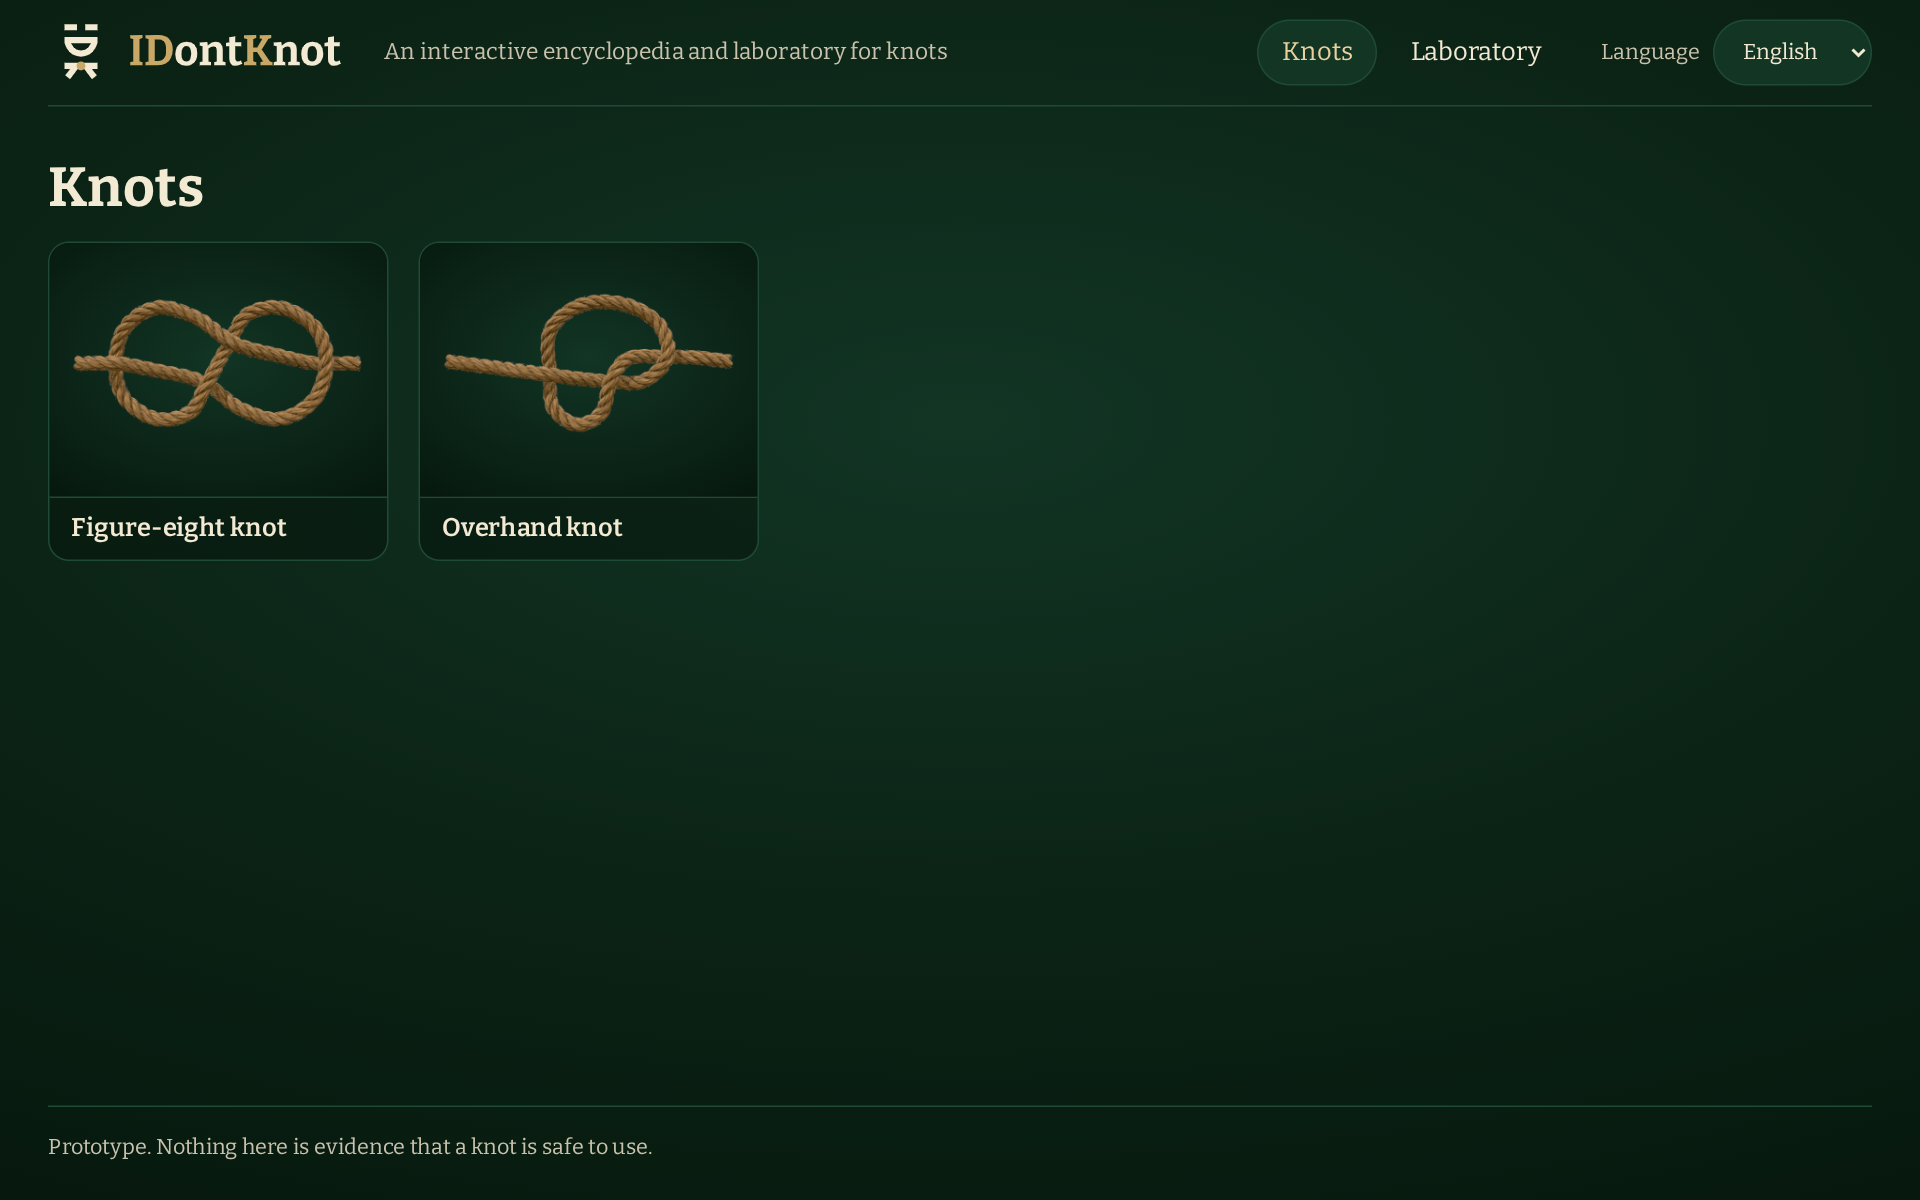 IDontKnot
An interactive encyclopedia and laboratory for knots
Knots
Laboratory
Language
English
Knots
Figure-eight knot
Overhand knot
Prototype. Nothing here is evidence that a knot is safe to use.